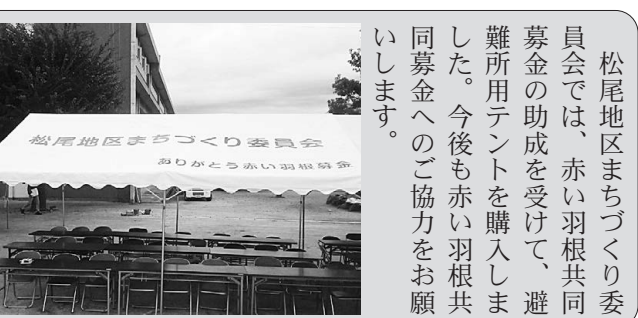 松尾地区まちづくり委
員会では、赤い羽根共同
募金の助成を受けて、避
難所用テントを購入しま
した。今後も赤い羽根共
同募金へのご協力をお願
いします。
松尾地区まちづくり委員会
ありがとう赤い羽根募金